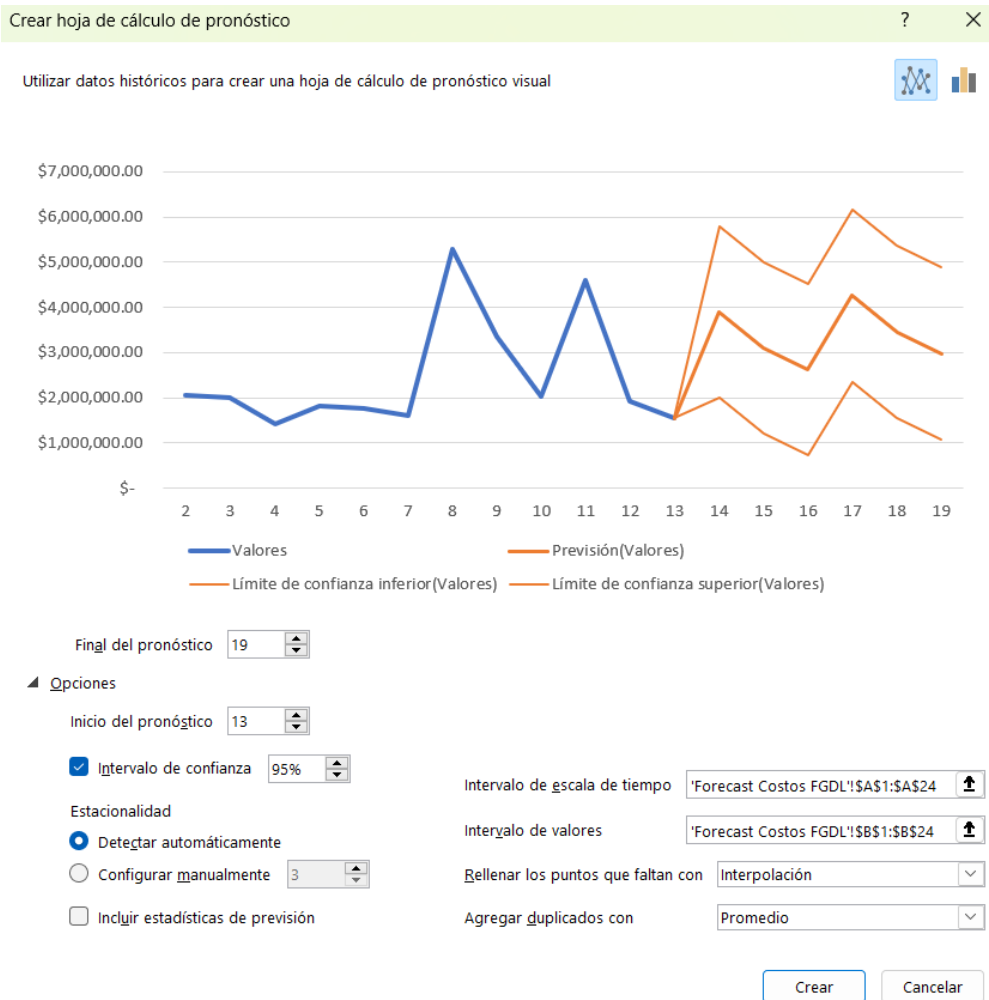 Crear hoja de cálculo de pronóstico ? ×
Utilizar datos históricos para crear una hoja de cálculo de pronóstico visual
$7,000,000.00
$6,000,000.00
$5,000,000.00
$4,000,000.00
$3,000,000.00
$2,000,000.00
$1,000,000.00
$-
2 3 4 5 6 7 8 9 10 11 12 13 14 15 16 17 18 19
Valores Previsión(Valores)
Límite de confianza inferior(Valores) Límite de confianza superior(Valores)
Final del pronóstico 19
Opciones
Inicio del pronóstico 13
Intervalo de confianza 95%
Intervalo de escala de tiempo 'Forecast Costos FGDL'!$A$1:$A$24
Estacionalidad
Detectar automáticamente
Intervalo de valores 'Forecast Costos FGDL'!$B$1:$B$24
Configurar manualmente 3
Rellenar los puntos que faltan con Interpolación
Incluir estadísticas de previsión
Agregar duplicados con Promedio
Crear Cancelar